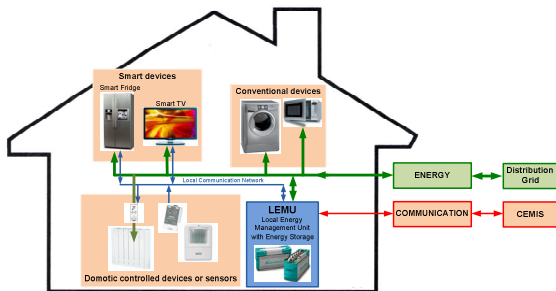 Smart devices
Smart Fridge
Smart TV
Conventional devices
Local Communication Network
ENERGY
Distribution
Grid
LEMU
Local Energy
Management Unit
with Energy Storage
COMMUNICATION
CEMIS
Domotic controlled devices or sensors